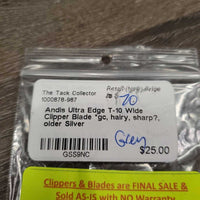 The Tack Collector
1000878-987
$
20
Andis Ultra Edge T-10 Wide
Clipper Blade *gc, hairy, sharp?,
older Silver
Grey
GSS9NC
$25.00
Clippers & Blades are FINAL SALE &
Sold AS-IS with NO Warranty